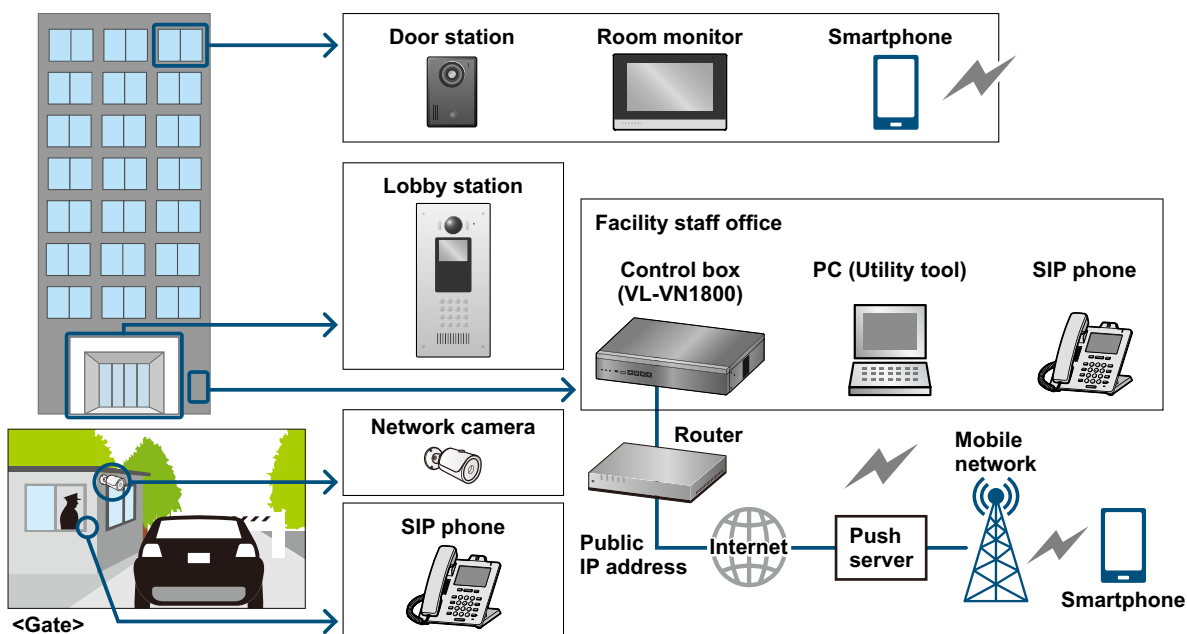 Door station
Room monitor
Smartphone
Lobby station
Facility staff office
Control box
(VL-VN1800)
PC (Utility tool)
SIP phone
Network camera
Router
Mobile
network
SIP phone
Public
IP address
Internet
Push
server
Smartphone
<Gate>